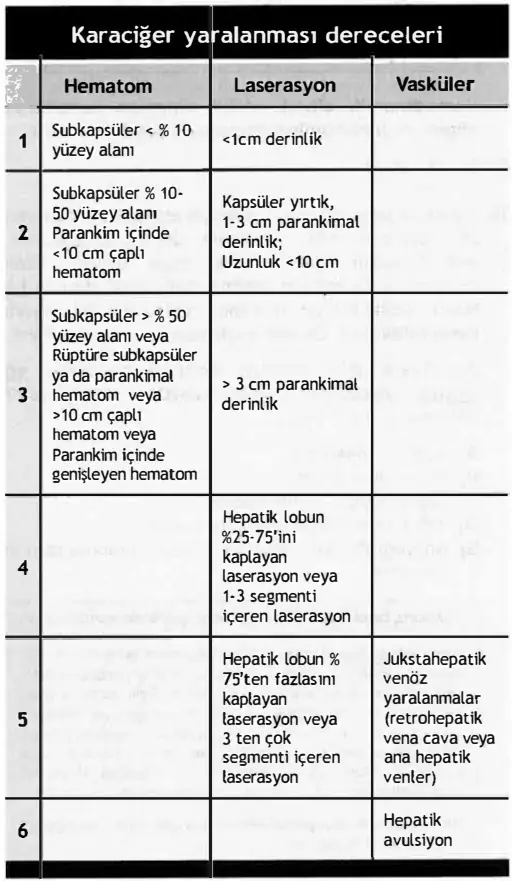 Karaciğer yaralanması dereceleri
Hematom
Laserasyon
Vasküler
1
Subkapsüler < % 10
yüzey alanı
<1cm derinlik
2
Subkapsüler % 10-
50 yüzey alanı
Parankim içinde
<10 cm çaplı
hematom
Kapsüler yırtık,
1-3 cm parankimal
derinlik;
Uzunluk <10 cm
3
Subkapsüler > % 50
yüzey alanı veya
Rüptüre subkapsüler
ya da parankimal
hematom veya
>10 cm çaplı
hematom veya
Parankim içinde
genişleyen hematom
> 3 cm parankimal
derinlik
4
Hepatik lobun
%25-75'ini
kaplayan
laserasyon veya
1-3 segmenti
içeren laserasyon
5
Hepatik lobun %
75'ten fazlasını
kaplayan
laserasyon veya
3 ten çok
segmenti içeren
laserasyon
Jukstahepatik
venöz
yaralanmalar
(retrohepatik
vena cava veya
ana hepatik
venler)
6
Hepatik
avulsiyon